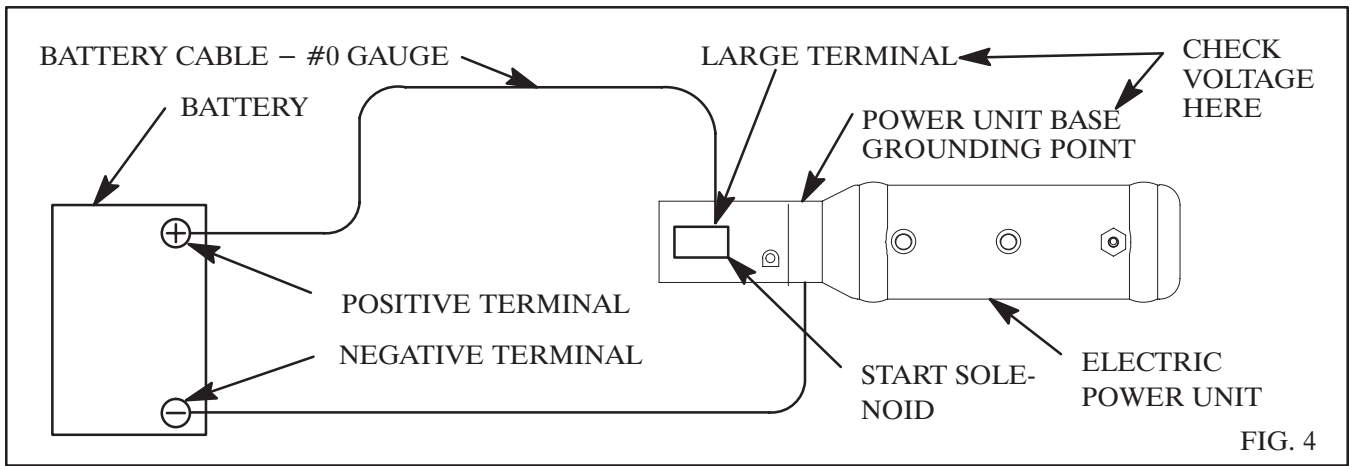 BATTERY CABLE – #0 GAUGE
BATTERY
LARGE TERMINAL
CHECK
VOLTAGE
HERE
POWER UNIT BASE
GROUNDING POINT
+
POSITIVE TERMINAL
NEGATIVE TERMINAL
−
START SOLE-
NOID
ELECTRIC
POWER UNIT
FIG. 4